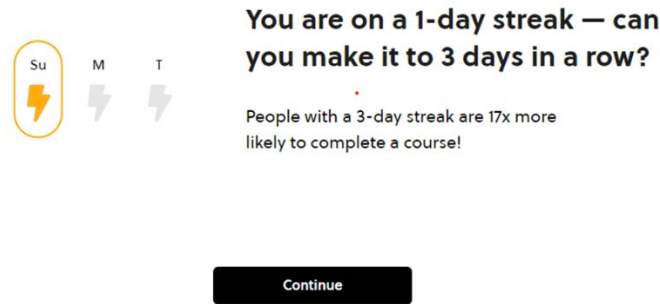 You are on a 1-day streak — can
you make it to 3 days in a row?
Su M T
People with a 3-day streak are 17x more
likely to complete a course!
Continue